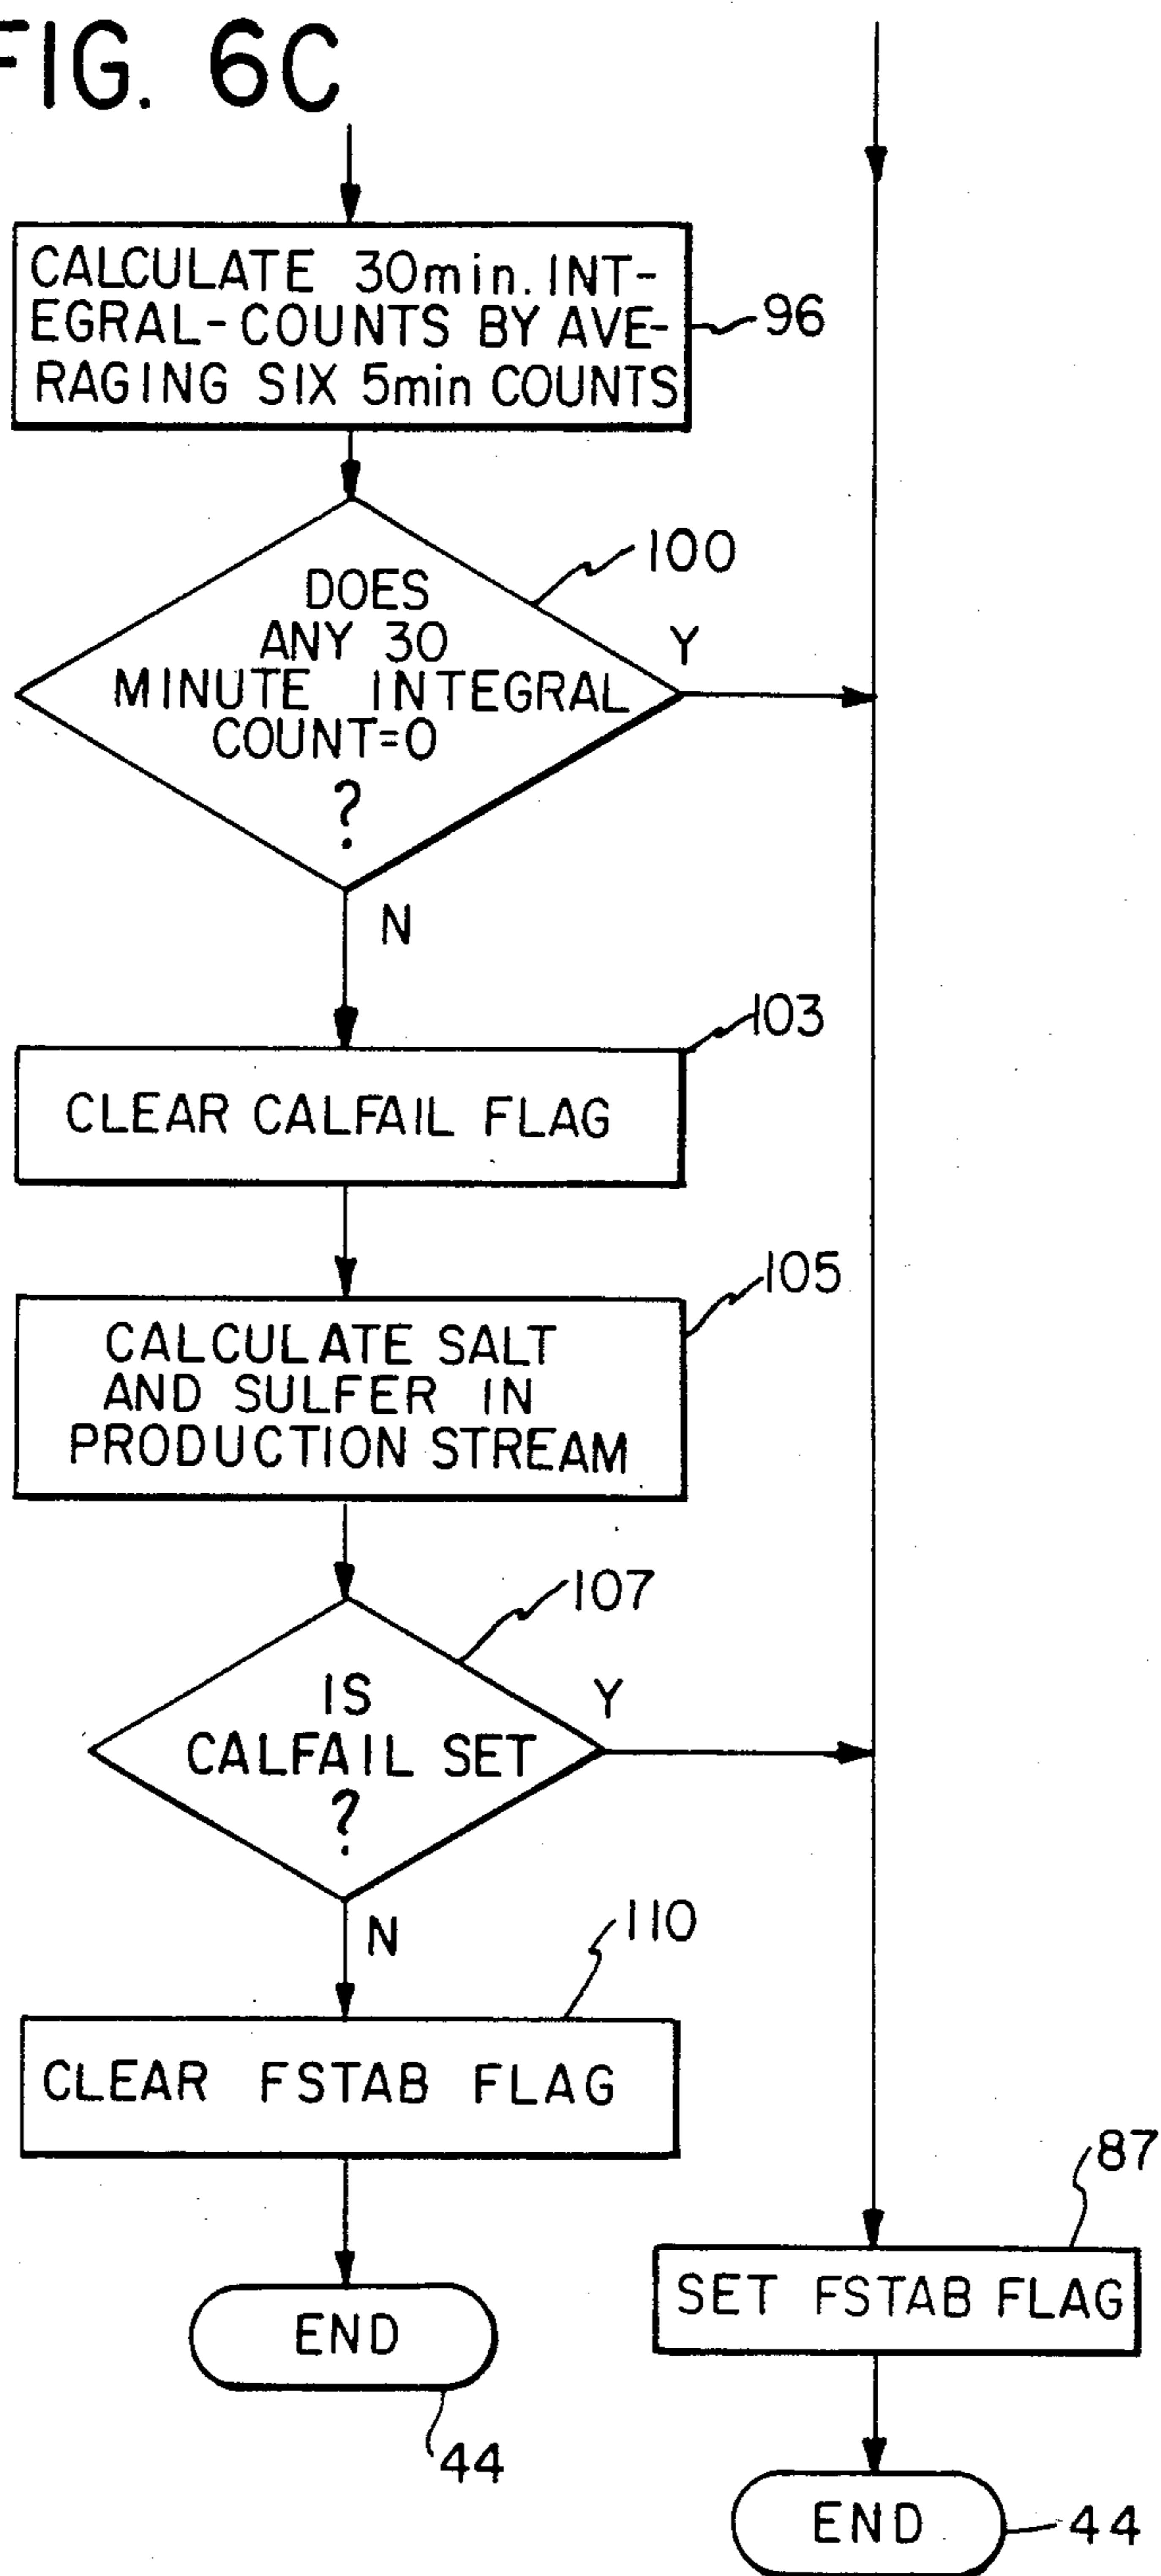 FIG. 6C
CALCULATE 30min. INT-
EGRAL-COUNTS BY AVE-
RAGING SIX 5min COUNTS
96
DOES
ANY 30
MINUTE INTEGRAL
COUNT=0
?
100
Y
N
CLEAR CALFAIL FLAG
103
CALCULATE SALT
AND SULFER IN
PRODUCTION STREAM
105
IS
CALFAIL SET
?
107
Y
N
CLEAR FSTAB FLAG
110
END
44
SET FSTAB FLAG
87
END
44